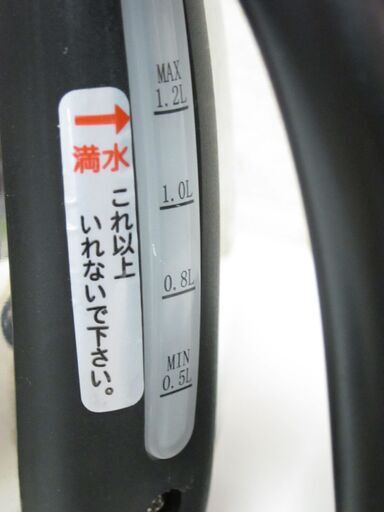 →
満水
これ以上
いれないで下さい。
MAX
1.2L
1.0L
0.8L
MIN
0.5L